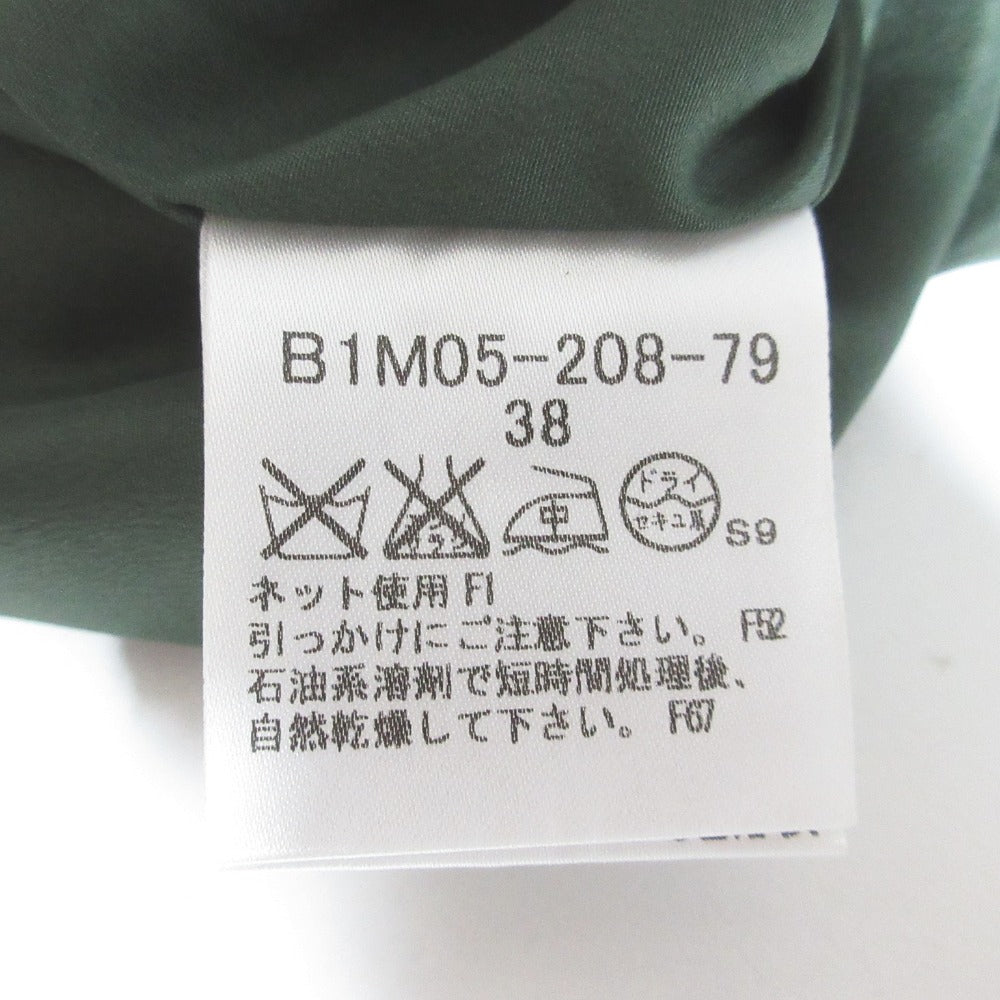 B1M05-208-79
38
中
ドライ
セキユ系
S9
ネット使用 F1
引っかけにご注意下さい。 F52
石油系溶剤で短時間処理後、
自然乾燥して下さい。 F67